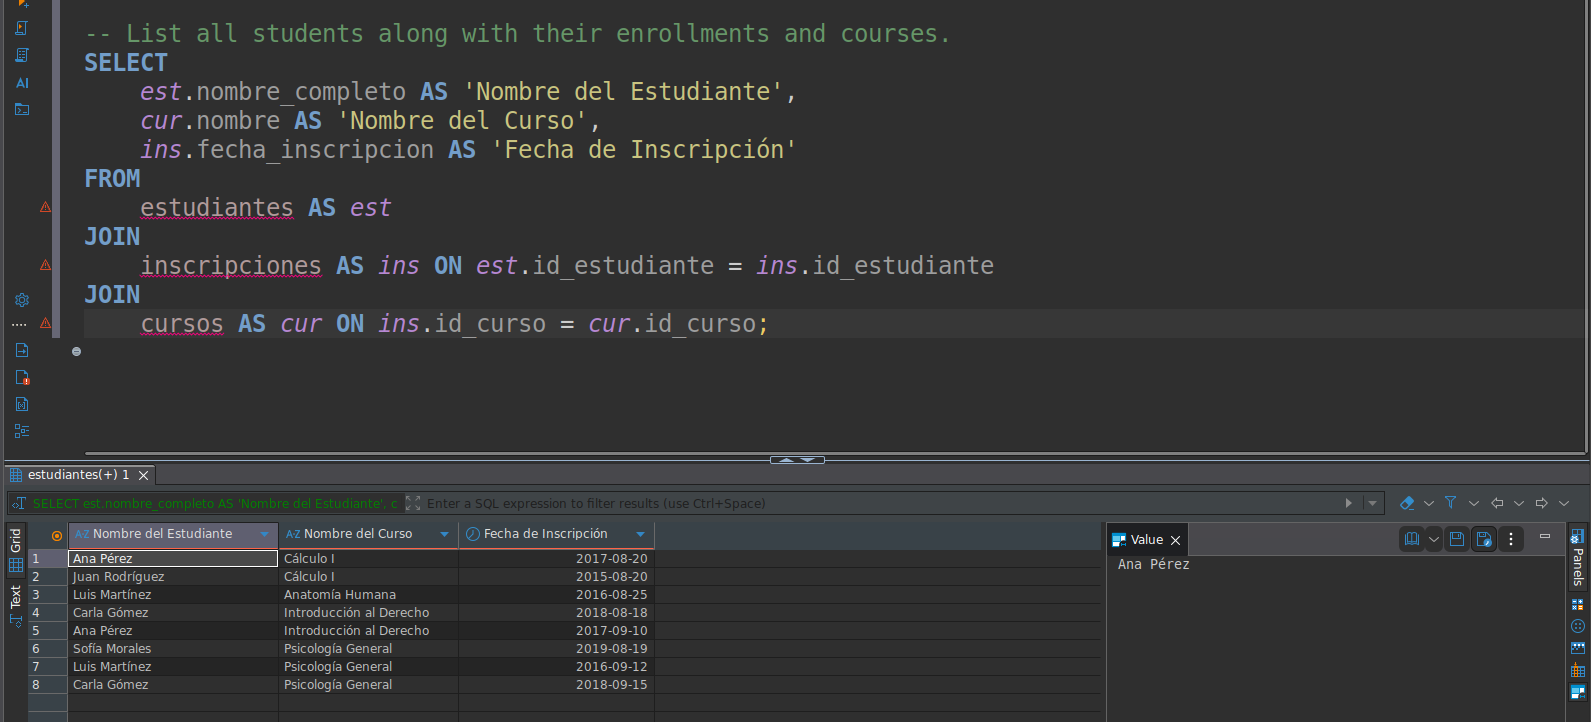 -- List all students along with their enrollments and courses.
SELECT
est.nombre_completo AS 'Nombre del Estudiante',
cur.nombre AS 'Nombre del Curso',
ins.fecha_inscripcion AS 'Fecha de Inscripción'
FROM
estudiantes AS est
JOIN
inscripciones AS ins ON est.id_estudiante = ins.id_estudiante
JOIN
cursos AS cur ON ins.id_curso = cur.id_curso;
AI
estudiantes(+) 1
SELECT est.nombre_completo AS 'Nombre del Estudiante', c Enter a SQL expression to filter results (use Ctrl+Space)
Grid
Text
A-Z Nombre del Estudiante A-Z Nombre del Curso Fecha de Inscripción
1 Ana Pérez Cálculo I 2017-08-20
2 Juan Rodríguez Cálculo I 2015-08-20
3 Luis Martínez Anatomía Humana 2016-08-25
4 Carla Gómez Introducción al Derecho 2018-08-18
5 Ana Pérez Introducción al Derecho 2017-09-10
6 Sofía Morales Psicología General 2019-08-19
7 Luis Martínez Psicología General 2016-09-12
8 Carla Gómez Psicología General 2018-09-15
Value
Ana Pérez
Panels